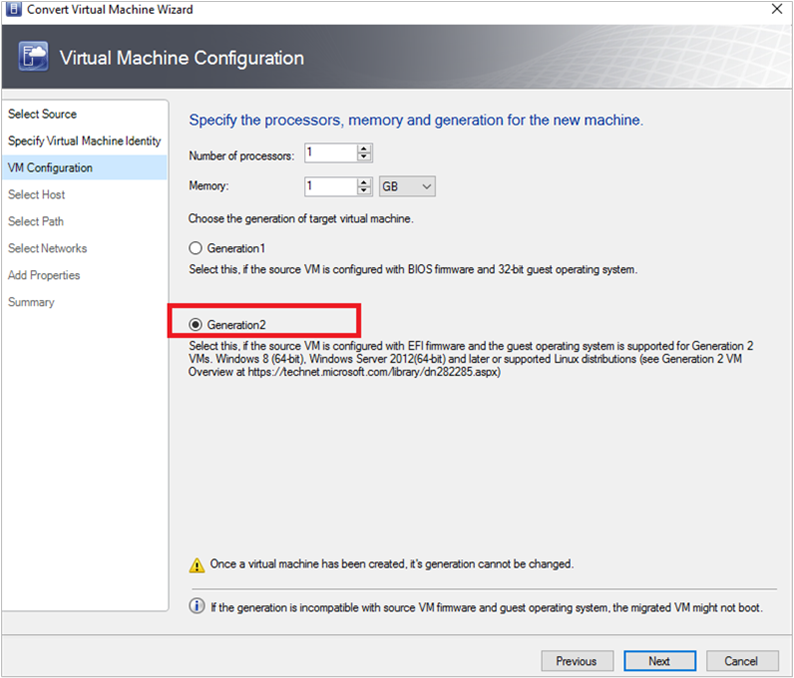 Convert Virtual Machine Wizard
Virtual Machine Configuration
Select Source
Specify Virtual Machine Identity
VM Configuration
Select Host
Select Path
Select Networks
Add Properties
Summary
Specify the processors, memory and generation for the new machine.
Number of processors: 1
Memory: 1 GB
Choose the generation of target virtual machine.
Generation1
Select this, if the source VM is configured with BIOS firmware and 32-bit guest operating system.
Generation2
Select this, if the source VM is configured with EFI firmware and the guest operating system is supported for Generation 2
VMs. Windows 8 (64-bit), Windows Server 2012(64-bit) and later or supported Linux distributions (see Generation 2 VM
Overview at https://technet.microsoft.com/library/dn282285.aspx)
Once a virtual machine has been created, it's generation cannot be changed.
If the generation is incompatible with source VM firmware and guest operating system, the migrated VM might not boot.
Previous Next Cancel